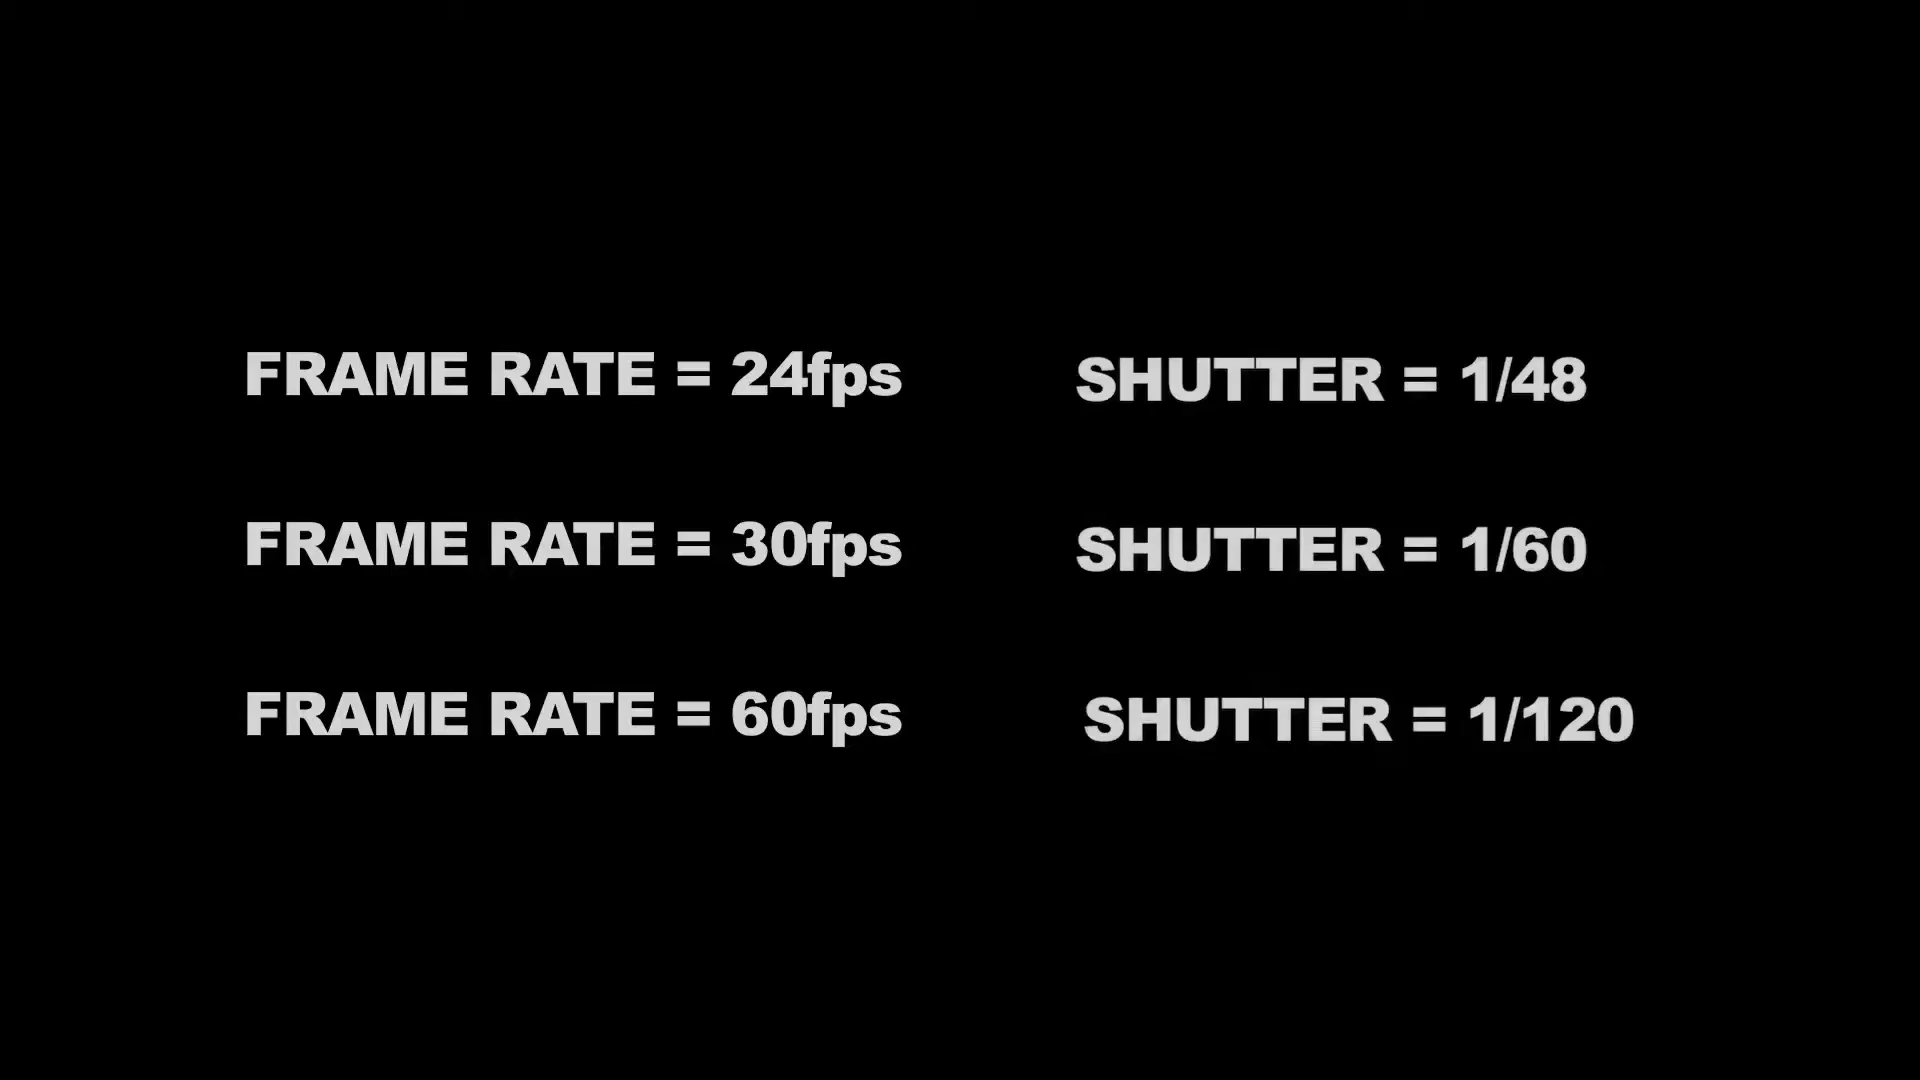 FRAME RATE = 24fps SHUTTER = 1/48
FRAME RATE = 30fps SHUTTER = 1/60
FRAME RATE = 60fps SHUTTER = 1/120